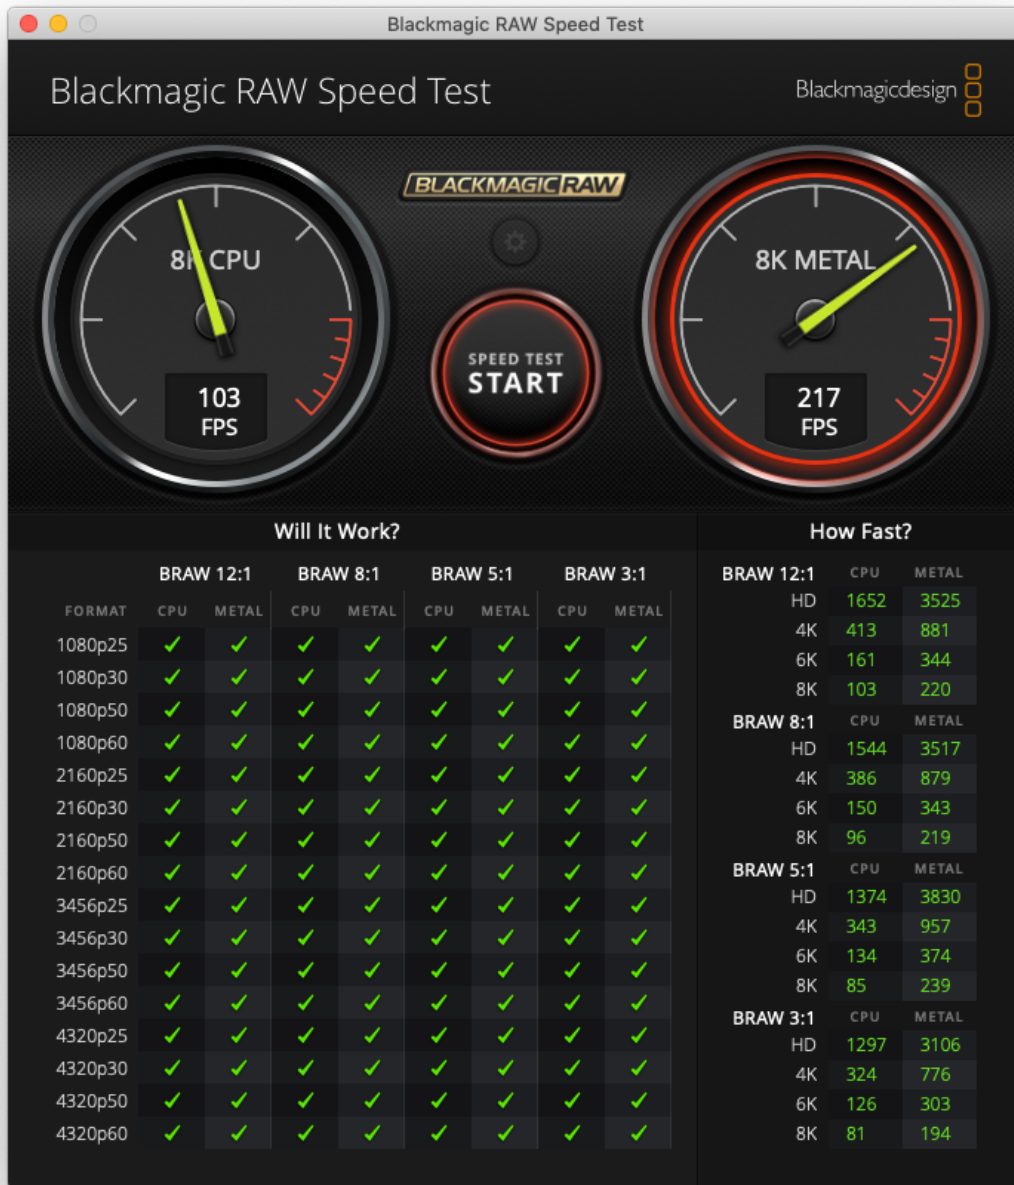 Blackmagic RAW Speed Test
Blackmagic RAW Speed Test
Blackmagicdesign
BLACKMAGIC RAW
8K CPU
103
FPS
SPEED TEST
START
8K METAL
217
FPS
Will It Work?
BRAW 12:1 BRAW 8:1 BRAW 5:1 BRAW 3:1
FORMAT CPU METAL CPU METAL CPU METAL CPU METAL
1080p25
1080p30
1080p50
1080p60
2160p25
2160p30
2160p50
2160p60
3456p25
3456p30
3456p50
3456p60
4320p25
4320p30
4320p50
4320p60
How Fast?
BRAW 12:1 CPU METAL
HD 1652 3525
4K 413 881
6K 161 344
8K 103 220
BRAW 8:1 CPU METAL
HD 1544 3517
4K 386 879
6K 150 343
8K 96 219
BRAW 5:1 CPU METAL
HD 1374 3830
4K 343 957
6K 134 374
8K 85 239
BRAW 3:1 CPU METAL
HD 1297 3106
4K 324 776
6K 126 303
8K 81 194